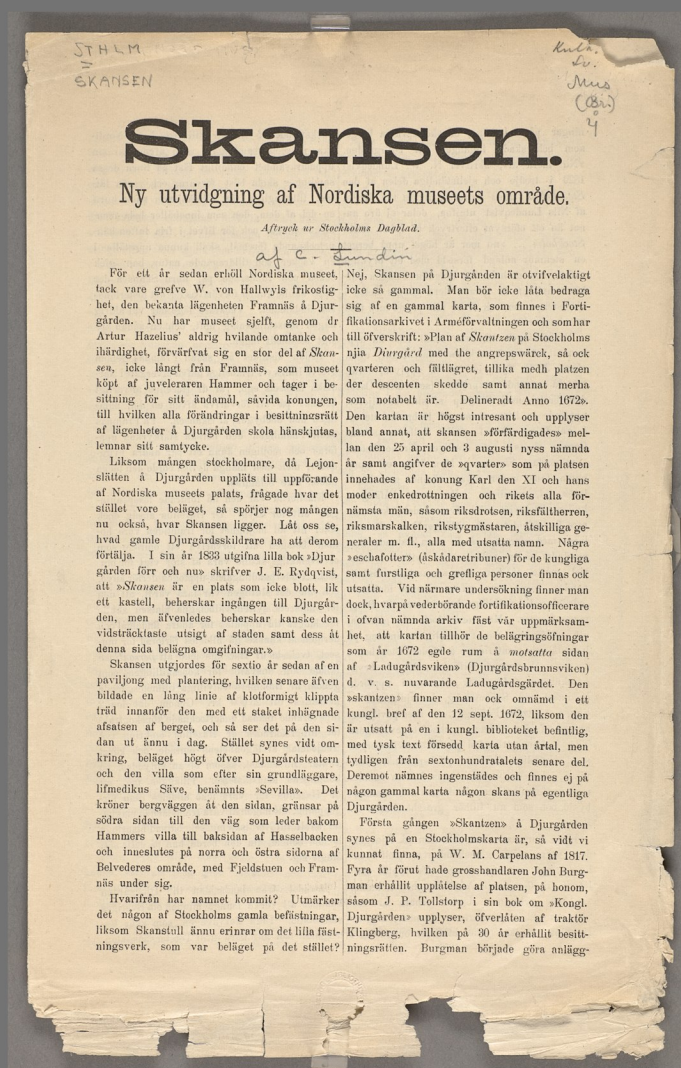 STHLM
=
SKANSEN
Mus
4
Skansen.
Ny utvidgning af Nordiska museets område.
Aftryck ur Stockholms Dagblad.
af C. Lundin
För ett år sedan erhöll Nordiska museet,
tack vare grefve W. von Hallwyls frikostig-
het, den bekanta lägenheten Framnäs å Djur-
gården. Nu har museet sjelft, genom dr
Artur Hazelius' aldrig hvilande omtanke och
ihärdighet, förvärfvat sig en stor del af Skan-
sen, icke långt från Framnäs, som museet
köpt af juveleraren Hammer och tager i be-
sittning för sitt ändamål, såvida konungen,
till hvilken alla förändringar i besittningsrätt
af lägenheter å Djurgården skola hänskjutas,
lemnar sitt samtycke.
Liksom mången stockholmare, då Lejon-
slätten å Djurgården uppläts till uppförande
af Nordiska museets palats, frågade hvar det
stället vore beläget, så spörjer nog mången
nu också, hvar Skansen ligger. Låt oss se,
hvad gamle Djurgårdsskildrare ha att derom
förtälja. I sin år 1833 utgifna lilla bok »Djur
gården förr och nu» skrifver J. E. Rydqvist,
att »Skansen är en plats som icke blott, lik
ett kastell, beherskar ingången till Djurgår-
den, men äfvenledes beherskar kanske den
vidsträcktaste utsigt af staden samt dess åt
denna sida belägna omgifningar.»
Skansen utgjordes för sextio år sedan af en
paviljong med plantering, hvilken senare äfven
bildade en lång linie af klotformigt klippta
träd innanför den med ett staket inhägnade
afsatsen af berget, och så ser det på den si-
dan ut ännu i dag. Stället synes vidt om-
kring, beläget högt öfver Djurgårdsteatern
och den villa som efter sin grundläggare,
lifmedikus Säve, benämnts »Sevilla». Det
kröner bergväggen åt den sidan, gränsar på
södra sidan till den väg som leder bakom
Hammers villa till baksidan af Hasselbacken
och inneslutes på norra och östra sidorna af
Belvederes område, med Fjeldstuen och Fram-
näs under sig.
Hvarifrån har namnet kommit? Utmärker
det någon af Stockholms gamla befästningar,
liksom Skanstull ännu erinrar om det lilla fäst-
ningsverk, som var beläget på det stället?
Nej, Skansen på Djurgården är otvifvelaktigt
icke så gammal. Man bör icke låta bedraga
sig af en gammal karta, som finnes i Forti-
fikationsarkivet i Arméförvaltningen och som har
till öfverskrift: »Plan af Skantzen på Stockholms
njia Diurgård med the angrepswärck, så ock
qvarteren och fältlägret, tillika medh platzen
der descenten skedde samt annat merha
som notabelt är. Delineradt Anno 1672».
Den kartan är högst intresant och upplyser
bland annat, att skansen »förfärdigades» mel-
lan den 25 april och 3 augusti nyss nämnda
år samt angifver de »qvarter» som på platsen
innehades af konung Karl den XI och hans
moder enkedrottningen och rikets alla för-
nämsta män, såsom riksdrotsen, riksfältherren,
riksmarskalken, rikstygmästaren, åtskilliga ge-
neraler m. fl., alla med utsatta namn. Några
»eschafotter» (åskådaretribuner) för de kungliga
samt furstliga och grefliga personer finnas ock
utsatta. Vid närmare undersökning finner man
dock, hvarpå vederbörande fortifikationsofficerare
i ofvan nämnda arkiv fäst vår uppmärksam-
het, att kartan tillhör de belägringsöfningar
som år 1672 egde rum å motsatta sidan
af »Ladugårdsviken» (Djurgårdsbrunnsviken)
d. v. s. nuvarande Ladugårdsgärdet. Den
»skantzen» finner man ock omnämd i ett
kungl. bref af den 12 sept. 1672, liksom den
är utsatt på en i kungl. biblioteket befintlig,
med tysk text försedd karta utan årtal, men
tydligen från sextonhundratalets senare del.
Deremot nämnes ingenstädes och finnes ej på
någon gammal karta någon skans på egentliga
Djurgården.
Första gången »Skantzen» å Djurgården
synes på en Stockholmskarta är, så vidt vi
kunnat finna, på W. M. Carpelans af 1817.
Fyra år förut hade grosshandlaren John Burg-
man erhållit upplåtelse af platsen, på honom,
såsom J. P. Tollstorp i sin bok om »Kongl.
Djurgården» upplyser, öfverlåten af traktör
Klingberg, hvilken på 30 år erhållit besitt-
ningsrätten. Burgman började göra anlägg-